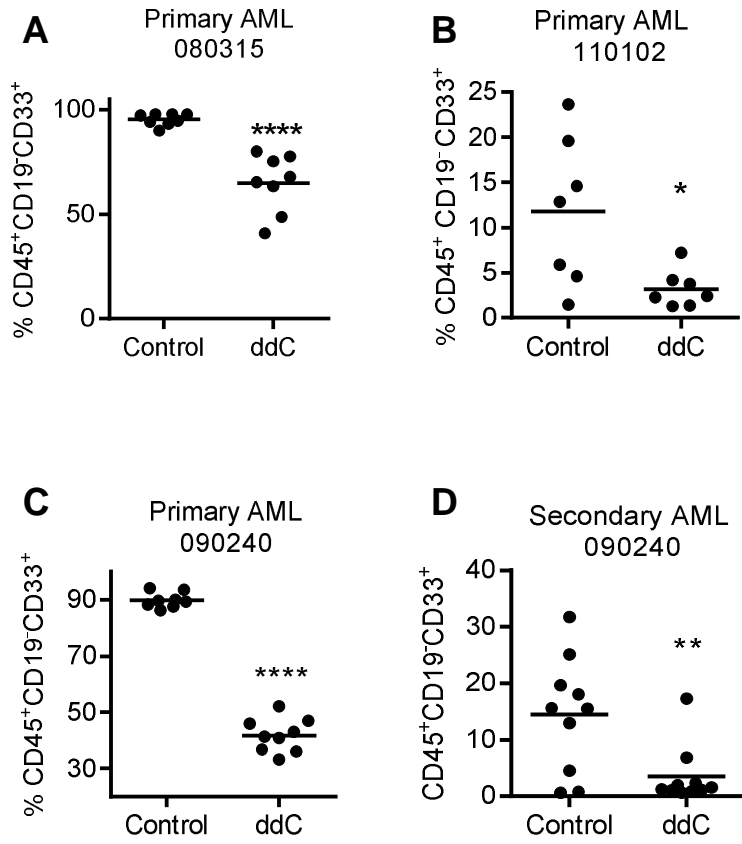 A
Primary AML
080315
% CD45⁺CD19⁻CD33⁺
100
50
0
****
Control
ddC
B
Primary AML
110102
% CD45⁺ CD19⁻ CD33⁺
25
20
15
10
5
0
*
Control
ddC
C
Primary AML
090240
% CD45⁺CD19⁻CD33⁺
90
70
50
30
****
Control
ddC
D
Secondary AML
090240
CD45⁺CD19⁻CD33⁺
40
30
20
10
0
**
Control
ddC